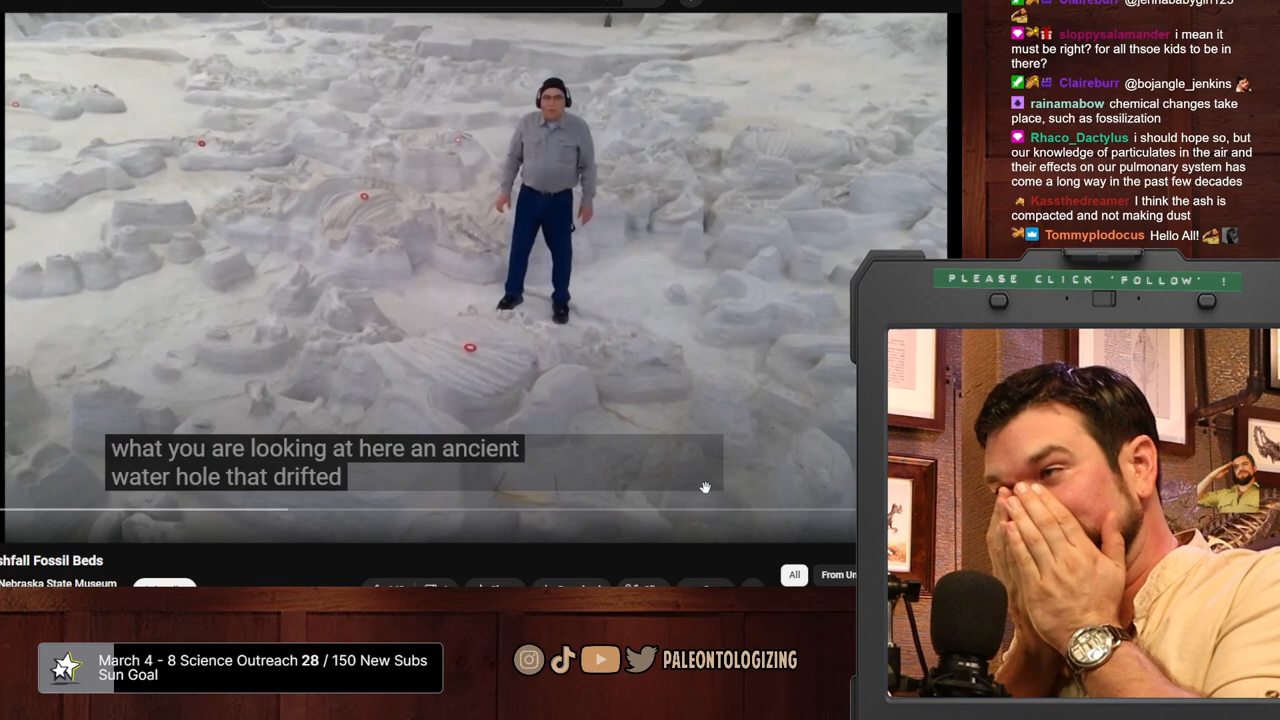 Claireburr @jennababygirl123
sloppysalamander i mean it
must be right? for all thsoe kids to be in
there?
Claireburr @bojangle_jenkins
rainamabow chemical changes take
place, such as fossilization
Rhaco_Dactylus i should hope so, but
our knowledge of particulates in the air and
their effects on our pulmonary system has
come a long way in the past few decades
Kassthedreamer I think the ash is
compacted and not making dust
Tommyplodocus Hello All!
PLEASE CLICK 'FOLLOW' !
what you are looking at here an ancient
water hole that drifted
shfall Fossil Beds
Nebraska State Museum
All
From Un
March 4 - 8 Science Outreach 28 / 150 New Subs
Sun Goal
PALEONTOLOGIZING